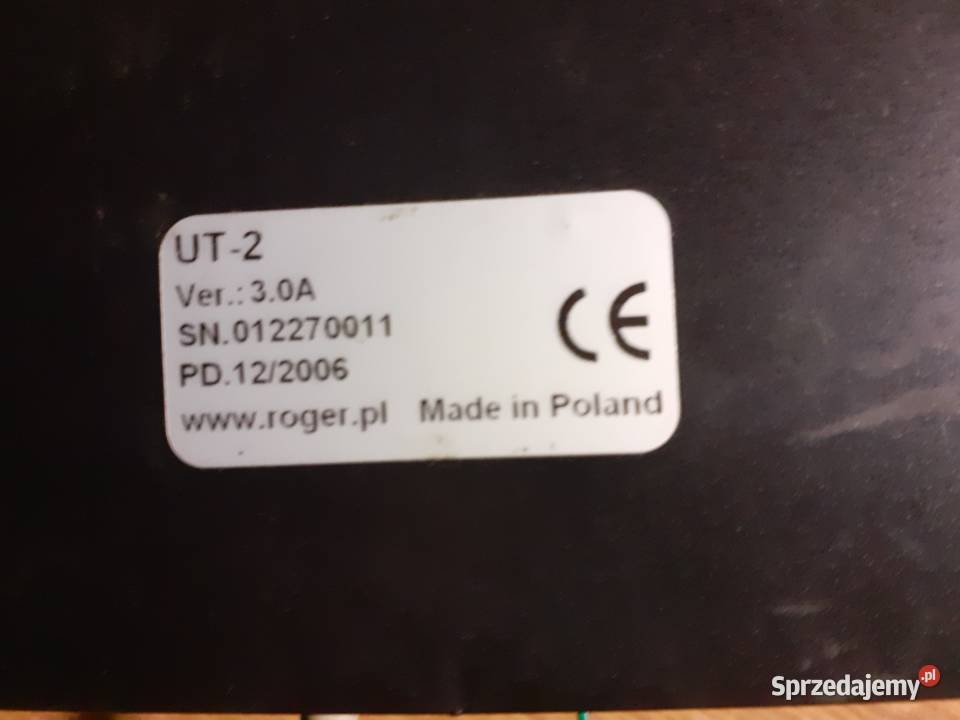 UT-2
Ver.: 3.0A
SN.012270011
PD.12/2006
CE
www.roger.pl Made in Poland
Sprzedajemy.pl